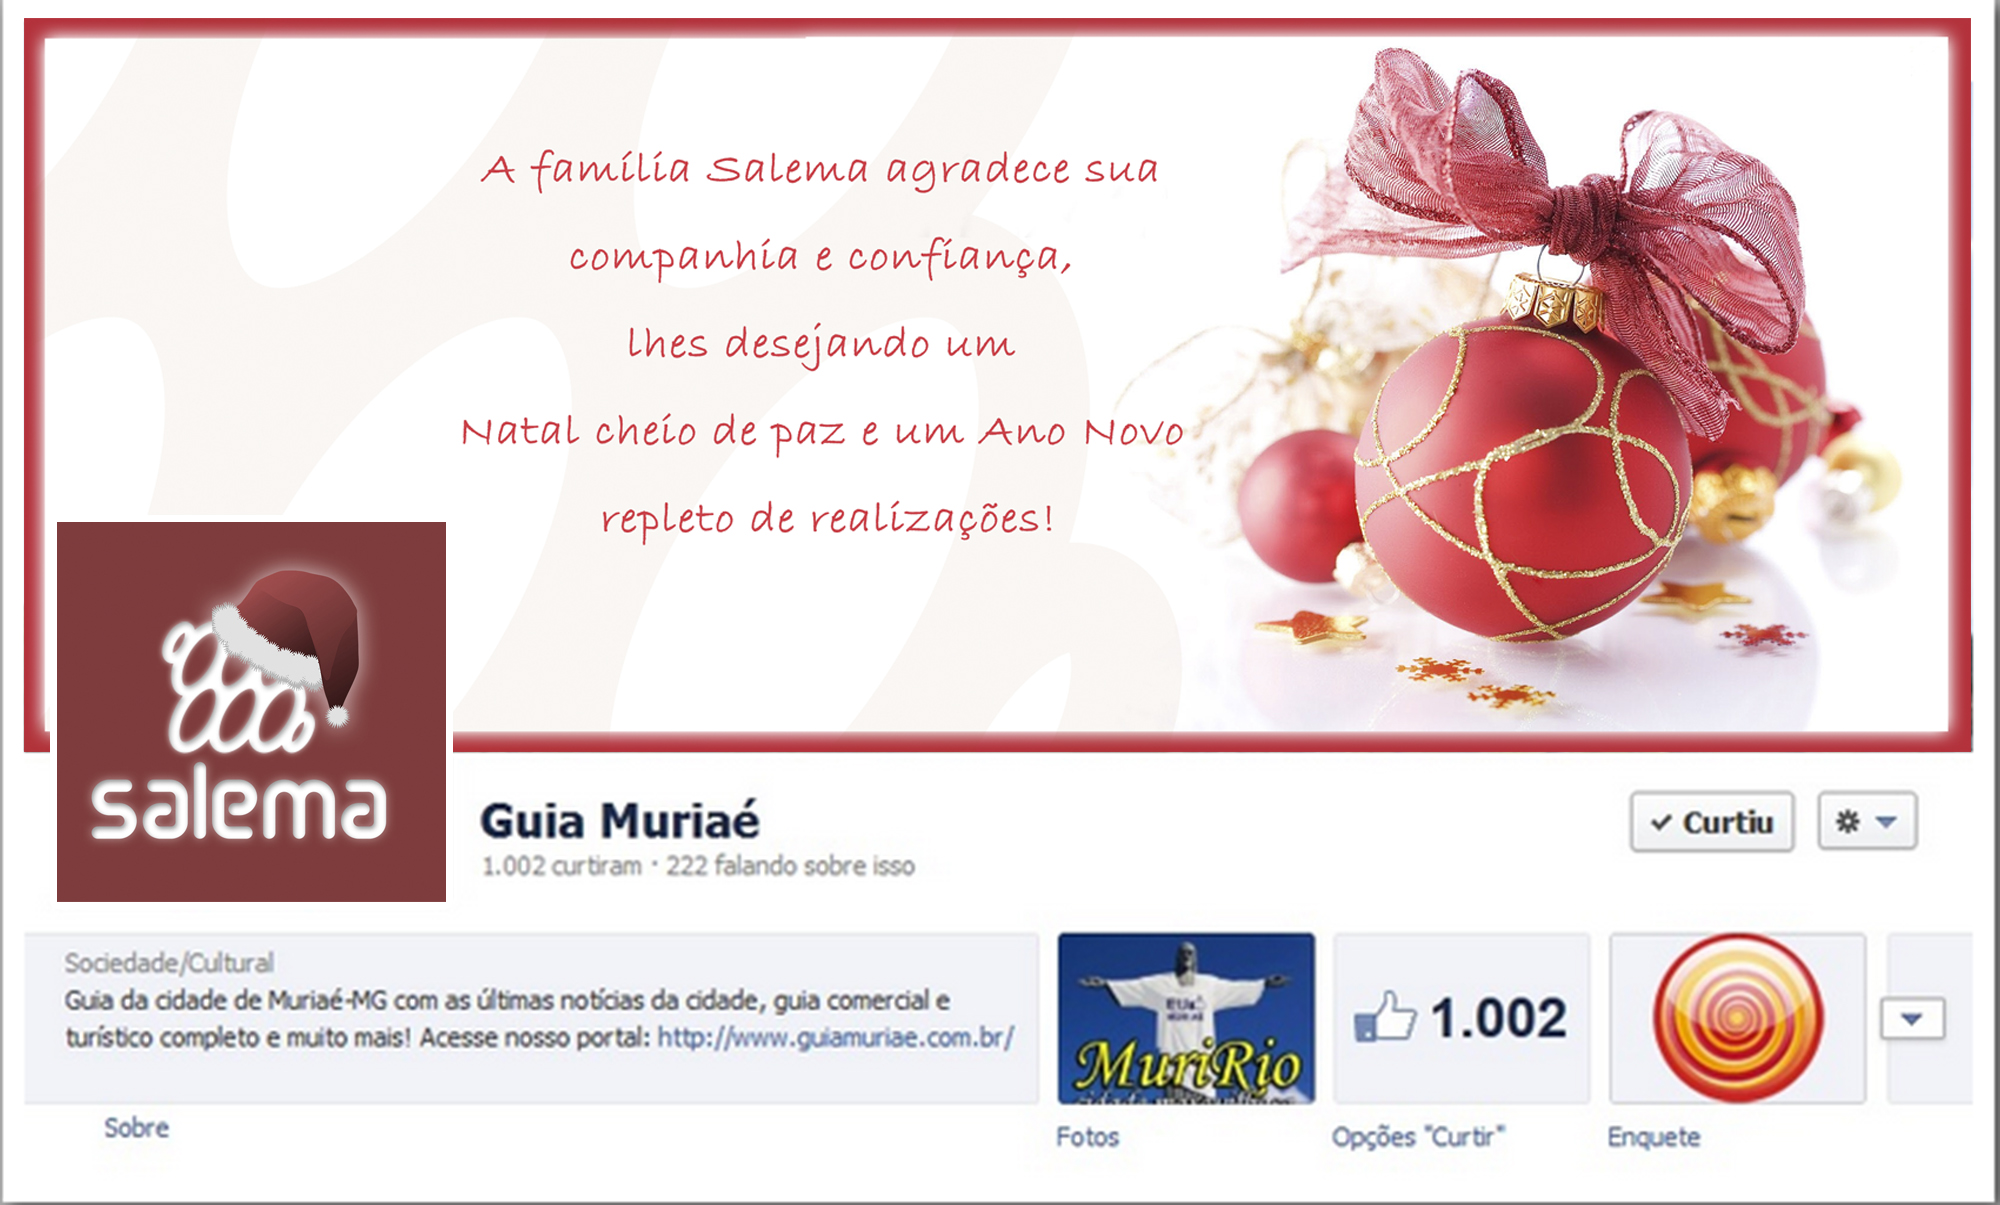 A família Salema agradece sua
companhia e confiança,
lhes desejando um
Natal cheio de paz e um Ano Novo
repleto de realizações!
salema
Guia Muriaé
1.002 curtiram · 222 falando sobre isso
Curtiu
Sociedade/Cultural
Guia da cidade de Muriaé-MG com as últimas notícias da cidade, guia comercial e
turístico completo e muito mais! Acesse nosso portal: http://www.guiamuriae.com.br/
Sobre
MuriRio
Fotos
1.002
Opções "Curtir"
Enquete